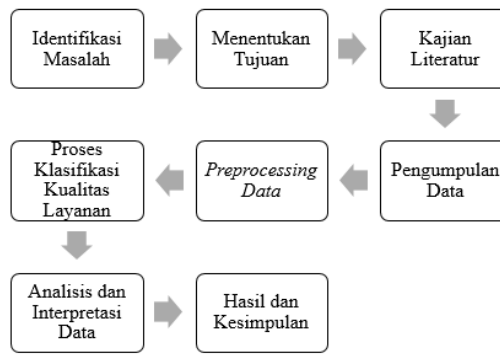 Identifikasi
Masalah
Menentukan
Tujuan
Kajian
Literatur
Pengumpulan
Data
Preprocessing
Data
Proses
Klasifikasi
Kualitas
Layanan
Analisis dan
Interpretasi
Data
Hasil dan
Kesimpulan